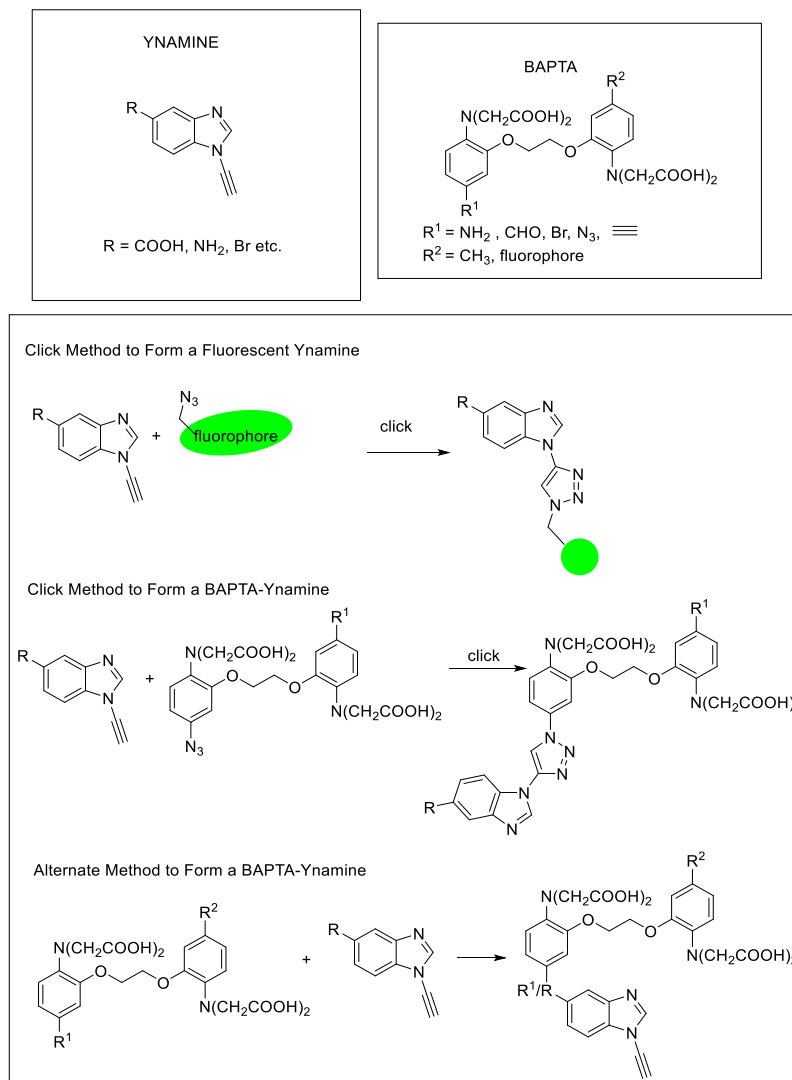 YNAMINE
R
N
N
R = COOH, NH2, Br etc.
BAPTA
R2
N(CH2COOH)2
O
O
N(CH2COOH)2
R1
R1 = NH2 , CHO, Br, N3,
R2 = CH3, fluorophore
Click Method to Form a Fluorescent Ynamine
R
N
N
+
N3
fluorophore
click
R
N
N
N
N
N
Click Method to Form a BAPTA-Ynamine
R
N
N
+
R1
N(CH2COOH)2
O
O
N(CH2COOH)2
N3
click
R1
N(CH2COOH)2
O
O
N(CH2COOH)2
N
N
N
R
N
N
Alternate Method to Form a BAPTA-Ynamine
R2
N(CH2COOH)2
O
O
N(CH2COOH)2
R1
+
R
N
N
R2
N(CH2COOH)2
O
O
N(CH2COOH)2
R1/R
N
N